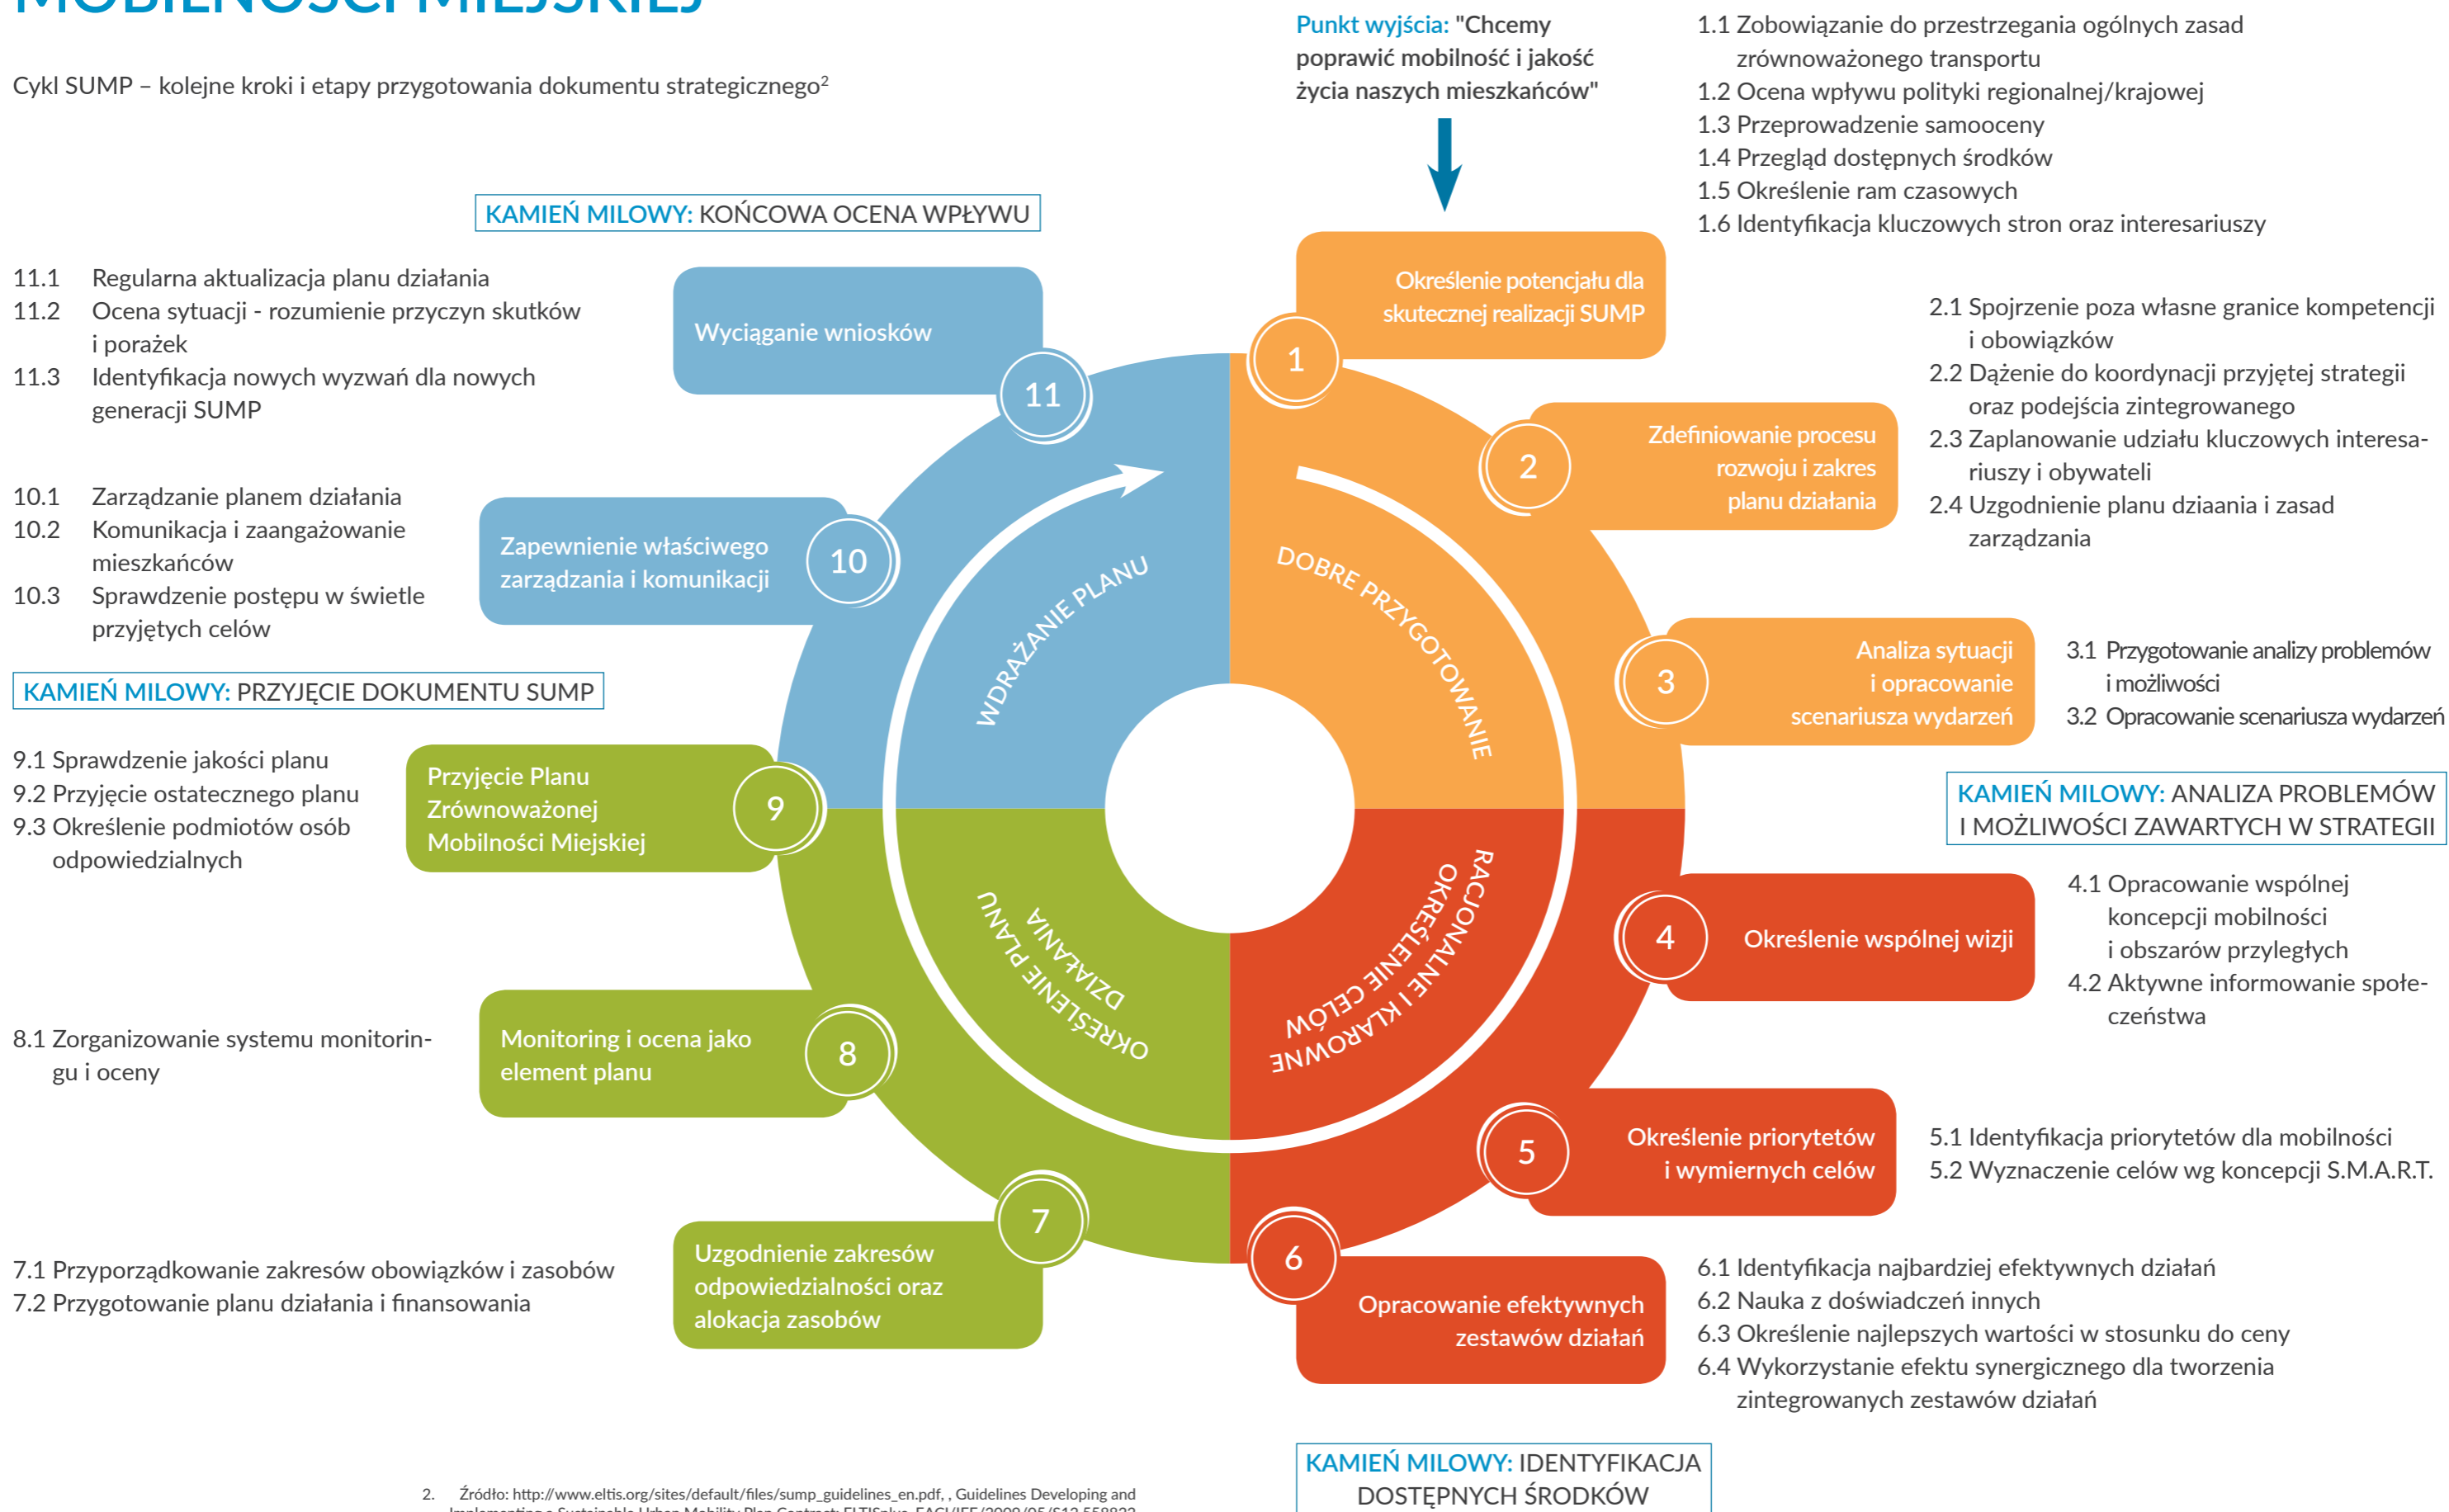 MOBILNOŚCI MIEJSKIEJ
Cykl SUMP – kolejne kroki i etapy przygotowania dokumentu strategicznego²
Punkt wyjścia: "Chcemy
poprawić mobilność i jakość
życia naszych mieszkańców"
1.1 Zobowiązanie do przestrzegania ogólnych zasad
zrównoważonego transportu
1.2 Ocena wpływu polityki regionalnej/krajowej
1.3 Przeprowadzenie samooceny
1.4 Przegląd dostępnych środków
1.5 Określenie ram czasowych
1.6 Identyfikacja kluczowych stron oraz interesariuszy
Określenie potencjału dla
skutecznej realizacji SUMP
1
2.1 Spojrzenie poza własne granice kompetencji
i obowiązków
2.2 Dążenie do koordynacji przyjętej strategii
oraz podejścia zintegrowanego
2.3 Zaplanowanie udziału kluczowych interesa-
riuszy i obywateli
2.4 Uzgodnienie planu dziaania i zasad
zarządzania
Zdefiniowanie procesu
rozwoju i zakres
planu działania
2
Analiza sytuacji
i opracowanie
scenariusza wydarzeń
3
3.1 Przygotowanie analizy problemów
i możliwości
3.2 Opracowanie scenariusza wydarzeń
KAMIEŃ MILOWY: ANALIZA PROBLEMÓW
I MOŻLIWOŚCI ZAWARTYCH W STRATEGII
Określenie wspólnej wizji
4
4.1 Opracowanie wspólnej
koncepcji mobilności
i obszarów przyległych
4.2 Aktywne informowanie społe-
czeństwa
Określenie priorytetów
i wymiernych celów
5
5.1 Identyfikacja priorytetów dla mobilności
5.2 Wyznaczenie celów wg koncepcji S.M.A.R.T.
Opracowanie efektywnych
zestawów działań
6
6.1 Identyfikacja najbardziej efektywnych działań
6.2 Nauka z doświadczeń innych
6.3 Określenie najlepszych wartości w stosunku do ceny
6.4 Wykorzystanie efektu synergicznego dla tworzenia
zintegrowanych zestawów działań
KAMIEŃ MILOWY: IDENTYFIKACJA
DOSTĘPNYCH ŚRODKÓW
7
Uzgodnienie zakresów
odpowiedzialności oraz
alokacja zasobów
7.1 Przyporządkowanie zakresów obowiązków i zasobów
7.2 Przygotowanie planu działania i finansowania
8
Monitoring i ocena jako
element planu
8.1 Zorganizowanie systemu monitorin-
gu i oceny
9
Przyjęcie Planu
Zrównoważonej
Mobilności Miejskiej
9.1 Sprawdzenie jakości planu
9.2 Przyjęcie ostatecznego planu
9.3 Określenie podmiotów osób
odpowiedzialnych
KAMIEŃ MILOWY: PRZYJĘCIE DOKUMENTU SUMP
10
Zapewnienie właściwego
zarządzania i komunikacji
10.1 Zarządzanie planem działania
10.2 Komunikacja i zaangażowanie
mieszkańców
10.3 Sprawdzenie postępu w świetle
przyjętych celów
11
Wyciąganie wniosków
11.1 Regularna aktualizacja planu działania
11.2 Ocena sytuacji - rozumienie przyczyn skutków
i porażek
11.3 Identyfikacja nowych wyzwań dla nowych
generacji SUMP
KAMIEŃ MILOWY: KOŃCOWA OCENA WPŁYWU
DOBRE PRZYGOTOWANIE
RACJONALNE I KLAROWNE
OKREŚLENIE CELÓW
OKREŚLENIE PLANU
DZIAŁANIA
WDRAŻANIE PLANU
2. Źródło: http://www.eltis.org/sites/default/files/sump_guidelines_en.pdf, , Guidelines Developing and